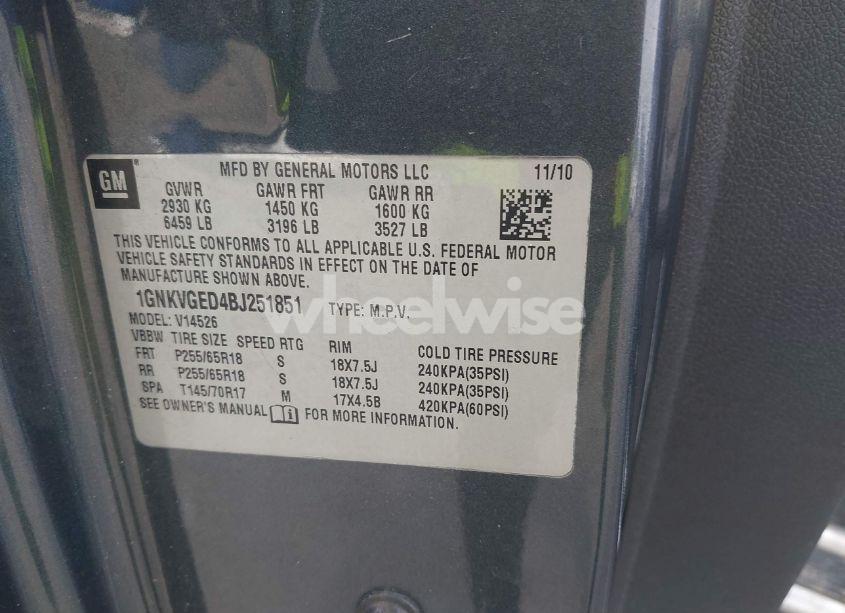 GM
MFD BY GENERAL MOTORS LLC 11/10
GVWR GAWR FRT GAWR RR
2930 KG 1450 KG 1600 KG
6459 LB 3196 LB 3527 LB
THIS VEHICLE CONFORMS TO ALL APPLICABLE U.S. FEDERAL MOTOR
VEHICLE SAFETY STANDARDS IN EFFECT ON THE DATE OF
MANUFACTURE SHOWN ABOVE.
1GNKVGED4BJ251851 TYPE: M.P.V.
MODEL: V14526
VBBW TIRE SIZE SPEED RTG RIM COLD TIRE PRESSURE
FRT P255/65R18 S 18X7.5J 240KPA(35PSI)
RR P255/65R18 S 18X7.5J 240KPA(35PSI)
SPA T145/70R17 M 17X4.5B 420KPA(60PSI)
SEE OWNER'S MANUAL FOR MORE INFORMATION.
wheelwise